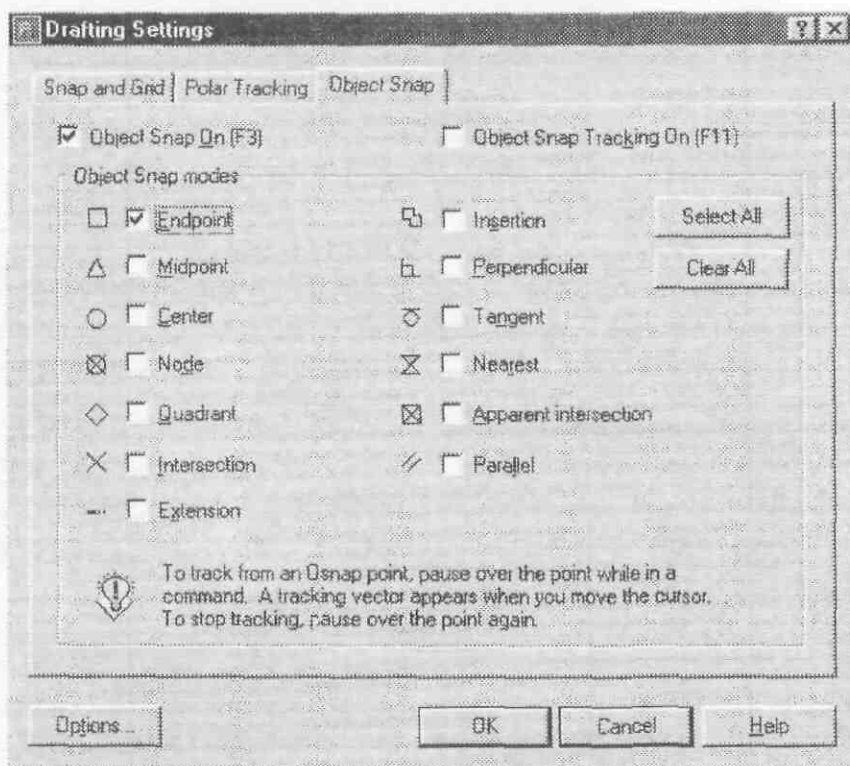 Drafting Settings
Snap and Grid Polar Tracking Object Snap
Object Snap On (F3) Object Snap Tracking On (F11)
Object Snap modes
Endpoint Insertion Select All
Midpoint Perpendicular Clear All
Center Tangent
Node Nearest
Quadrant Apparent intersection
Intersection Parallel
Extension
To track from an Osnap point, pause over the point while in a
command. A tracking vector appears when you move the cursor.
To stop tracking, pause over the point again.
Options... OK Cancel Help